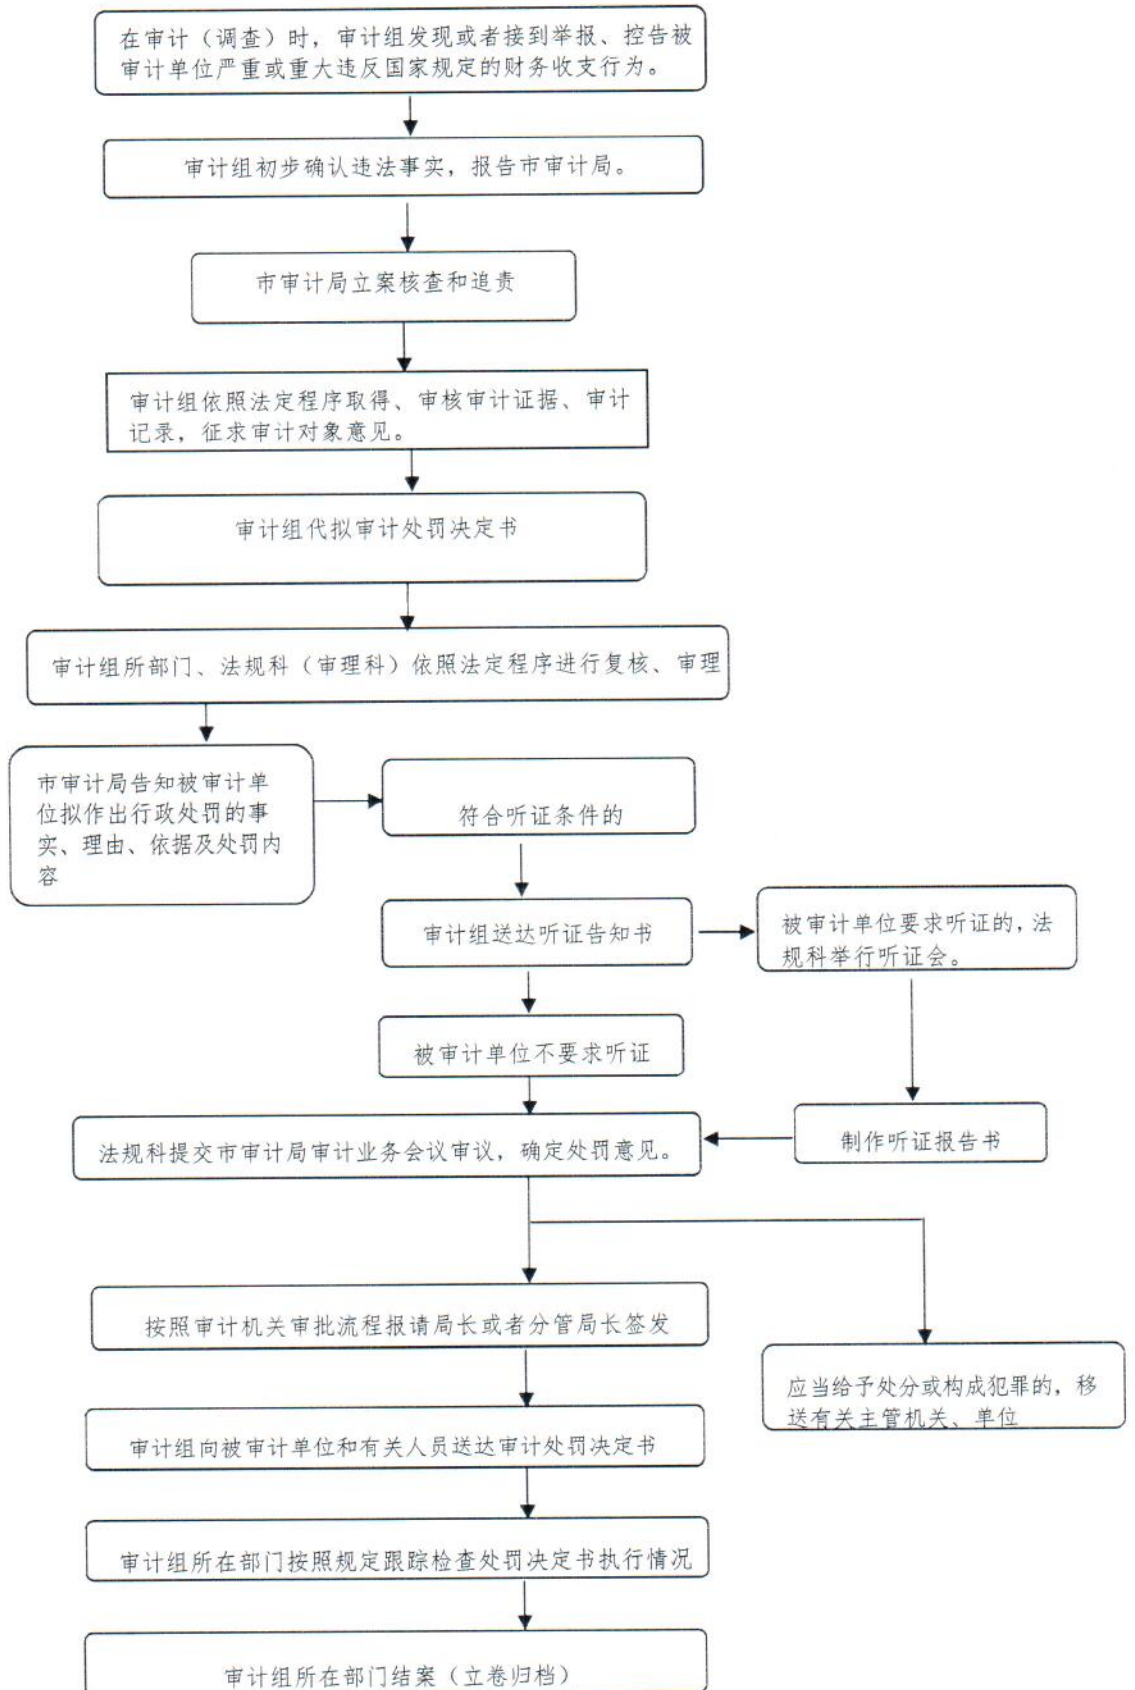 在审计（调查）时，审计组发现或者接到举报、控告被
审计单位严重或重大违反国家规定的财务收支行为。
审计组初步确认违法事实，报告市审计局。
市审计局立案核查和追责
审计组依照法定程序取得、审核审计证据、审计
记录，征求审计对象意见。
审计组代拟审计处罚决定书
审计组所部门、法规科（审理科）依照法定程序进行复核、审理
市审计局告知被审计单
位拟作出行政处罚的事
实、理由、依据及处罚内
容
符合听证条件的
审计组送达听证告知书
被审计单位要求听证的，法
规科举行听证会。
被审计单位不要求听证
法规科提交市审计局审计业务会议审议，确定处罚意见。
制作听证报告书
按照审计机关审批流程报请局长或者分管局长签发
应当给予处分或构成犯罪的，移
送有关主管机关、单位
审计组向被审计单位和有关人员送达审计处罚决定书
审计组所在部门按照规定跟踪检查处罚决定书执行情况
审计组所在部门结案（立卷归档）